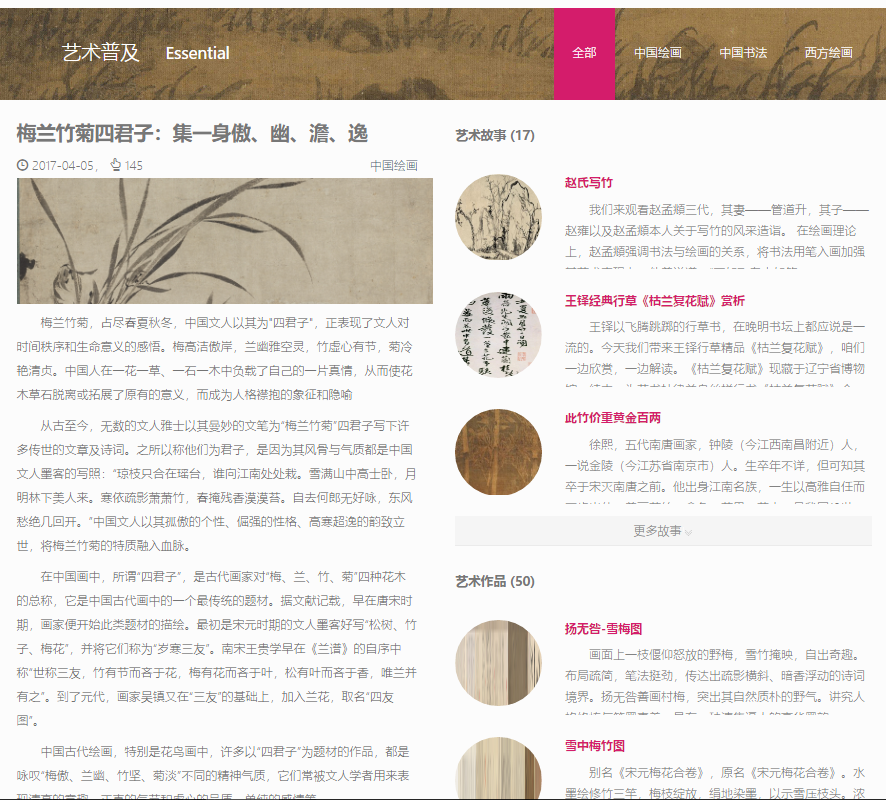 艺术普及 Essential
全部 中国绘画 中国书法 西方绘画
梅兰竹菊四君子：集一身傲、幽、澹、逸
2017-04-05， 145 中国绘画
梅兰竹菊，占尽春夏秋冬，中国文人以其为"四君子"，正表现了文人对
时间秩序和生命意义的感悟。梅高洁傲岸，兰幽雅空灵，竹虚心有节，菊冷
艳清贞。中国人在一花一草、一石一木中负载了自己的一片真情，从而使花
木草石脱离或拓展了原有的意义，而成为人格襟抱的象征和隐喻
从古至今，无数的文人雅士以其曼妙的文笔为“梅兰竹菊”四君子写下许
多传世的文章及诗词。之所以称他们为君子，是因为其风骨与气质都是中国
文人墨客的写照：“琼枝只合在瑶台，谁向江南处处栽。雪满山中高士卧，月
明林下美人来。寒依疏影萧萧竹，春掩残香漠漠苔。自去何郎无好咏，东风
愁绝几回开。”中国文人以其孤傲的个性、倔强的性格、高寒超逸的韵致立
世，将梅兰竹菊的特质融入血脉。
在中国画中，所谓“四君子”，是古代画家对“梅、兰、竹、菊”四种花木
的总称，它是中国古代画中的一个最传统的题材。据文献记载，早在唐宋时
期，画家便开始此类题材的描绘。最初是宋元时期的文人墨客好写“松树、竹
子、梅花”，并将它们称为“岁寒三友”。南宋王贵学早在《兰谱》的自序中
称“世称三友，竹有节而吝于花，梅有花而吝于叶，松有叶而吝于香，唯兰并
有之”。到了元代，画家吴镇又在“三友”的基础上，加入兰花，取名“四友
图”。
中国古代绘画，特别是花鸟画中，许多以“四君子”为题材的作品，都是
咏叹“梅傲、兰幽、竹坚、菊淡”不同的精神气质，它们常被文人学者用来表
艺术故事 (17)
赵氏写竹
我们来观看赵孟頫三代，其妻——管道升，其子——
赵雍以及赵孟頫本人关于写竹的风采造诣。 在绘画理论
上，赵孟頫强调书法与绘画的关系，将书法用笔入画加强
王铎经典行草《枯兰复花赋》赏析
王铎以飞腾跳踯的行草书，在晚明书坛上都应说是一
流的。今天我们带来王铎行草精品《枯兰复花赋》，咱们
一边欣赏，一边解读。《枯兰复花赋》现藏于辽宁省博物
此竹价重黄金百两
徐熙，五代南唐画家，钟陵（今江西南昌附近）人，
一说金陵（今江苏省南京市）人。生卒年不详，但可知其
卒于宋灭南唐之前。他出身江南名族，一生以高雅自任而
更多故事
艺术作品 (50)
扬无咎-雪梅图
画面上一枝偃仰怒放的野梅，雪竹掩映，自出奇趣。
布局疏简，笔法挺劲，传达出疏影横斜、暗香浮动的诗词
境界。扬无咎善画村梅，突出其自然质朴的野气。讲究人
雪中梅竹图
别名《宋元梅花合卷》，原名《宋元梅花合卷》。水
墨绘修竹三竿，梅枝绽放，绢地染墨，以示雪压枝头。浓